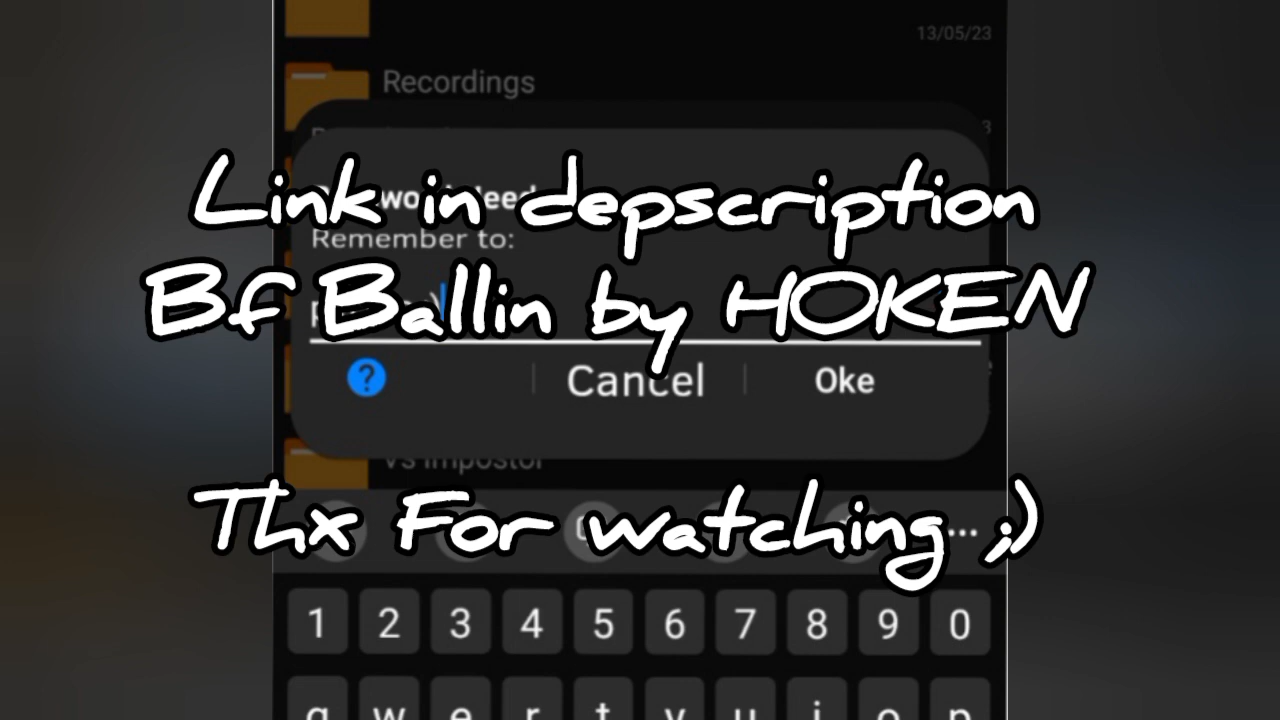 13/05/23
Recordings
Link in depscription
Remember to:
Bf Ballin by HOKEN
Cancel
Oke
Vs Impostor
Thx For watching ;)
1 2 3 4 5 6 7 8 9 0
q w e r t y u i o p